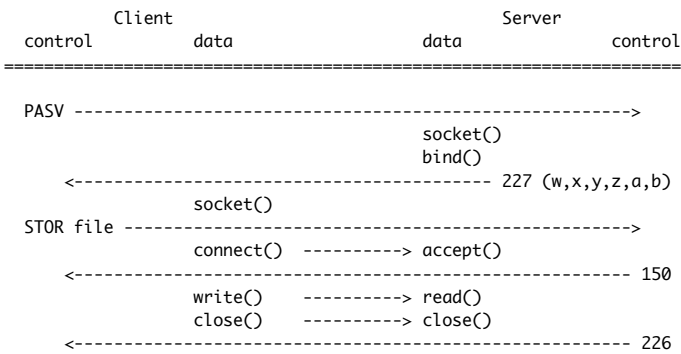 Client Server
control data data control
====================================================================
PASV -------------------------------------------------------->
socket()
bind()
<------------------------------------------ 227 (w,x,y,z,a,b)
socket()
STOR file --------------------------------------------------->
connect() ----------> accept()
<-------------------------------------------------------- 150
write() ----------> read()
close() ----------> close()
<-------------------------------------------------------- 226